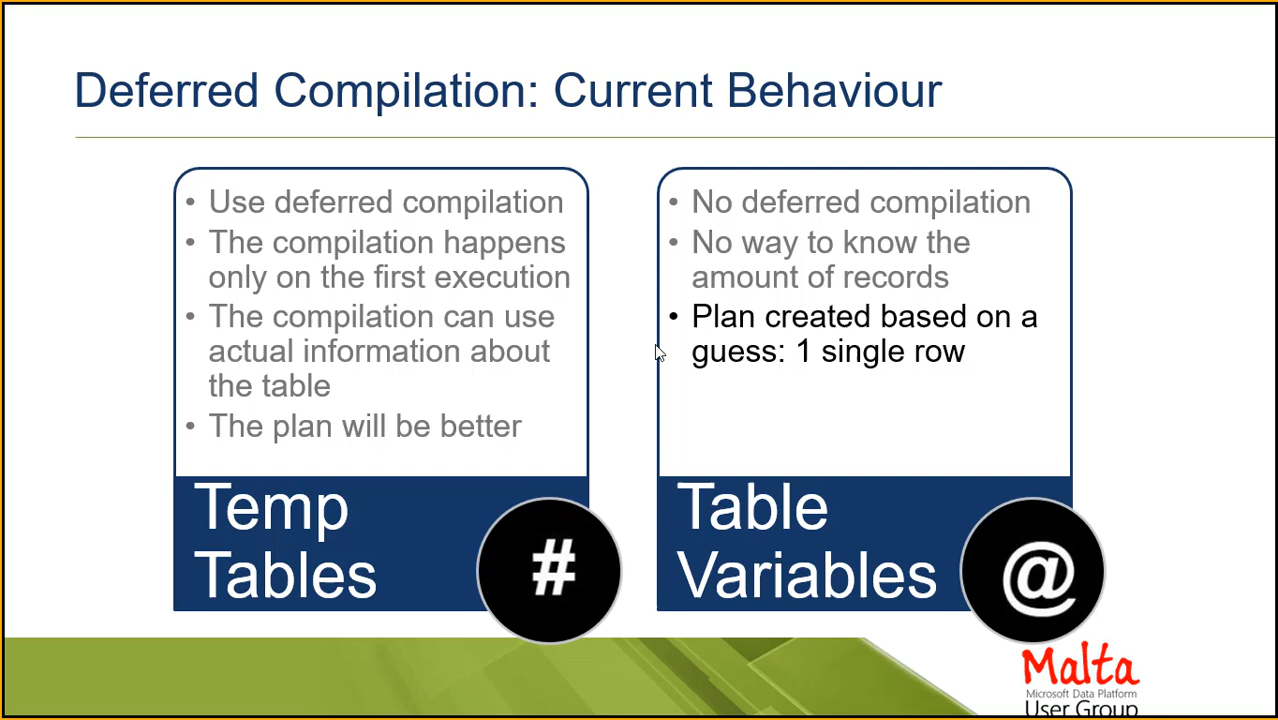 Deferred Compilation: Current Behaviour
• Use deferred compilation
• The compilation happens
only on the first execution
• The compilation can use
actual information about
the table
• The plan will be better
Temp
Tables
#
• No deferred compilation
• No way to know the
amount of records
• Plan created based on a
guess: 1 single row
Table
Variables
@
Malta
Microsoft Data Platform
User Group